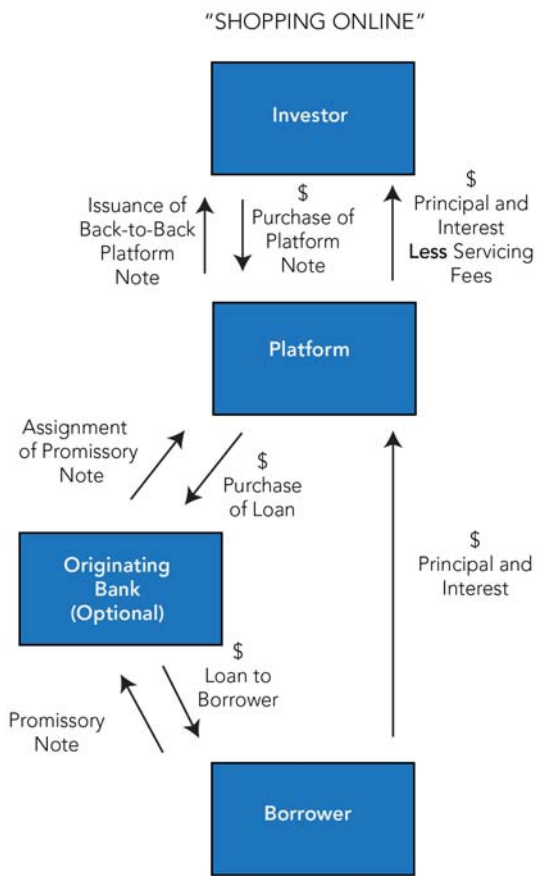 "SHOPPING ONLINE"
Investor
Issuance of
Back-to-Back
Platform
Note
$
Purchase of
Platform
Note
$
Principal and
Interest
Less Servicing
Fees
Platform
Assignment
of Promissory
Note
$
Purchase
of Loan
Originating
Bank
(Optional)
$
Principal and
Interest
$
Loan to
Borrower
Promissory
Note
Borrower